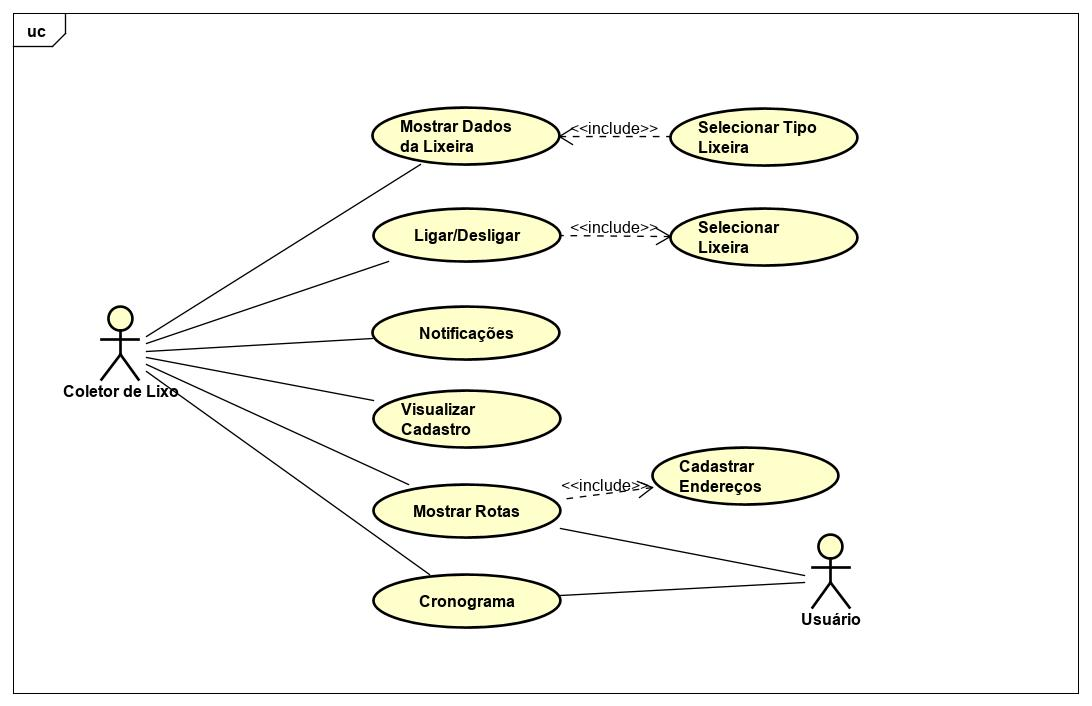 uc
Mostrar Dados
da Lixeira
<<include>>
Selecionar Tipo
Lixeira
Ligar/Desligar
<<include>>
Selecionar
Lixeira
Notificações
Coletor de Lixo
Visualizar
Cadastro
Mostrar Rotas
<<include>>
Cadastrar
Endereços
Cronograma
Usuário